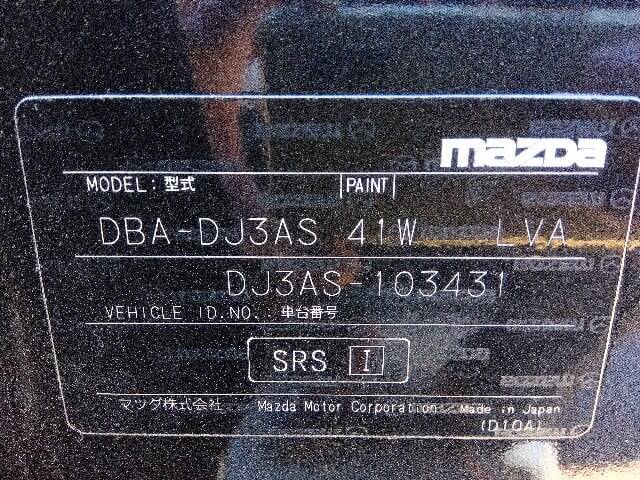 mazda
MODEL: 型式 PAINT
DBA-DJ3AS 41W LVA
DJ3AS-103431
VEHICLE ID.NO.: 車台番号
SRS I
マツダ株式会社 / Mazda Motor Corporation / Made in Japan
(D10A)